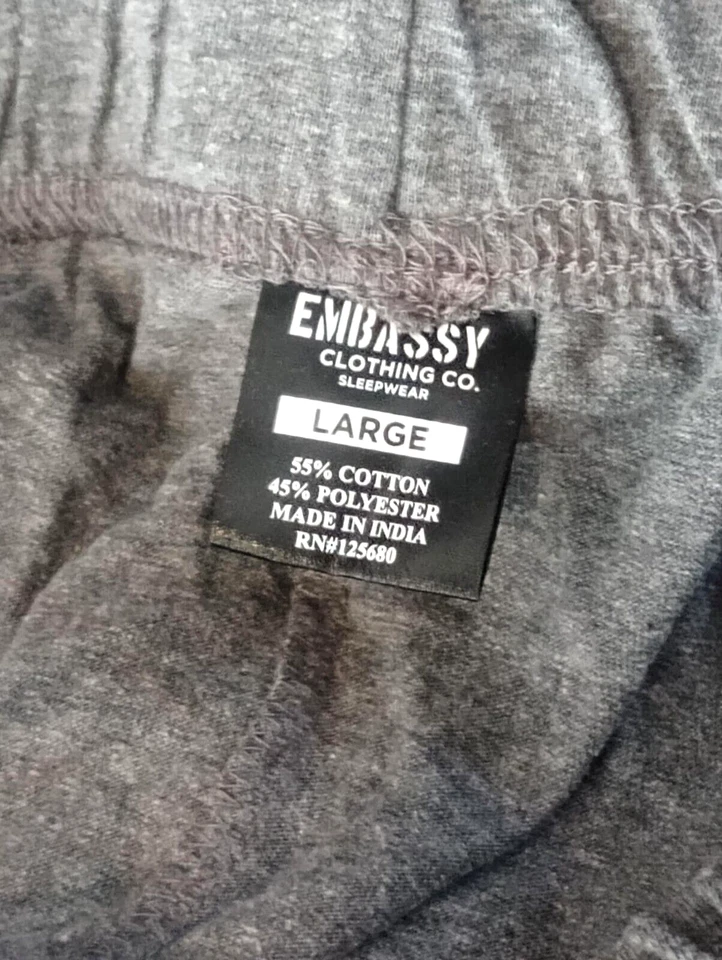 EMBASSY
CLOTHING CO.
SLEEPWEAR
LARGE
55% COTTON
45% POLYESTER
MADE IN INDIA
RN#125680